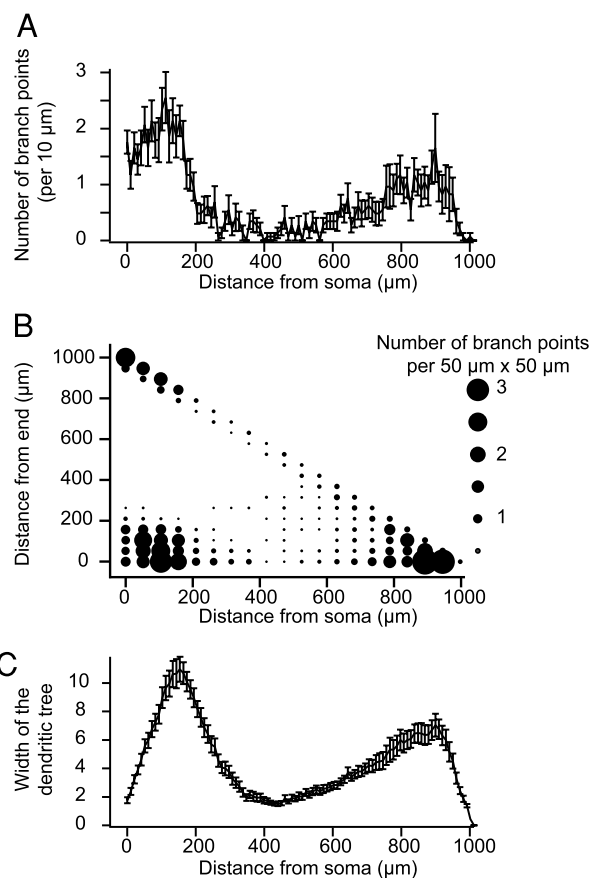 A
Number of branch points
(per 10 µm)
3
2
1
0
0 200 400 600 800 1000
Distance from soma (µm)
B
Number of branch points
per 50 µm x 50 µm
Distance from end (µm)
1000
800
600
400
200
0
3
2
1
0 200 400 600 800 1000
Distance from soma (µm)
C
Width of the
dendritic tree
10
8
6
4
2
0
0 200 400 600 800 1000
Distance from soma (µm)